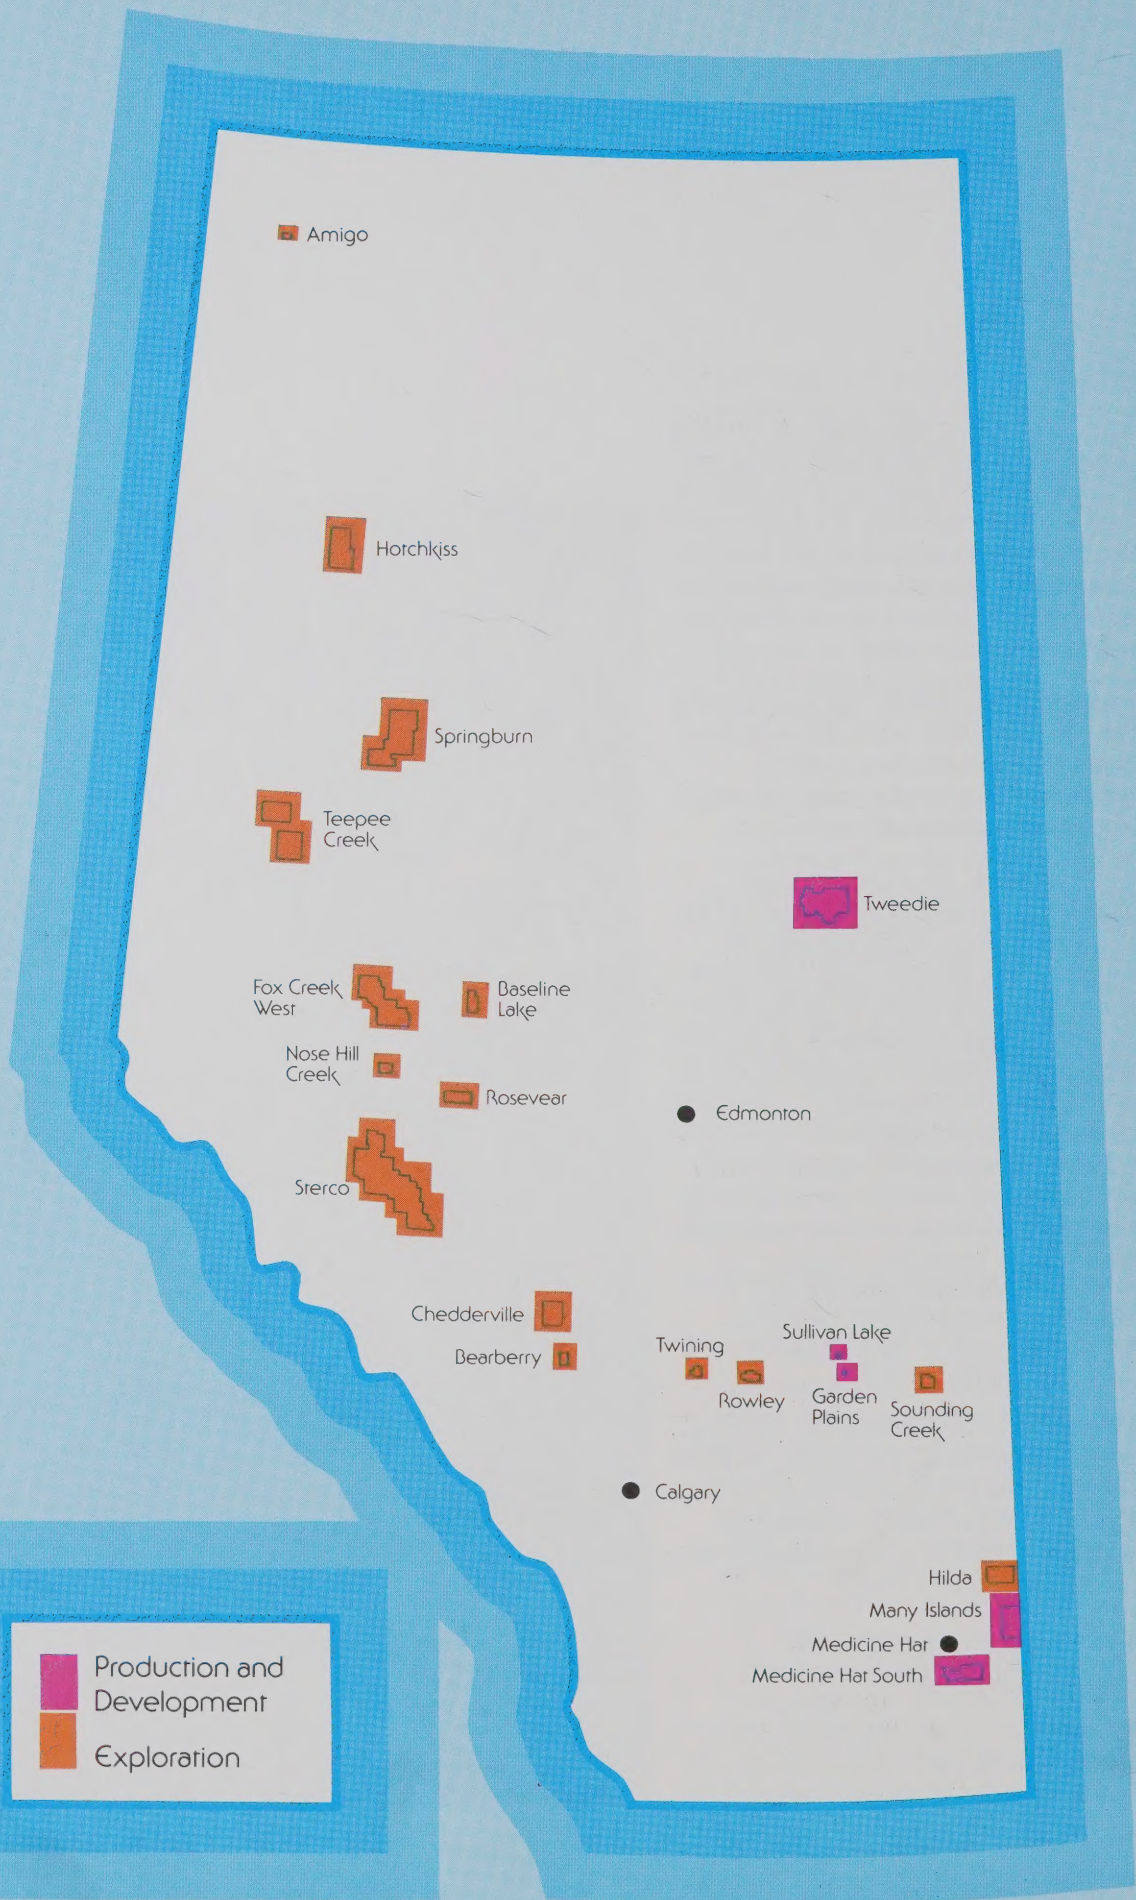 Amigo
Hotchkiss
Springburn
Teepee
Creek
Tweedie
Fox Creek
West
Baseline
Lake
Nose Hill
Creek
Rosevear
Edmonton
Sterco
Chedderville
Bearberry
Sullivan Lake
Twining
Rowley
Garden
Plains
Sounding
Creek
Calgary
Hilda
Many Islands
Medicine Hat
Medicine Hat South
Production and
Development
Exploration